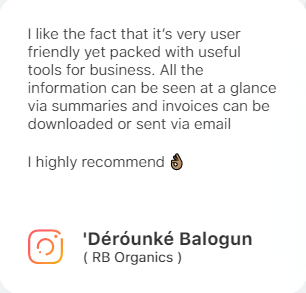 I like the fact that it's very user
friendly yet packed with useful
tools for business. All the
information can be seen at a glance
via summaries and invoices can be
downloaded or sent via email
I highly recommend 👌🏾
'Déróunké Balogun
( RB Organics )